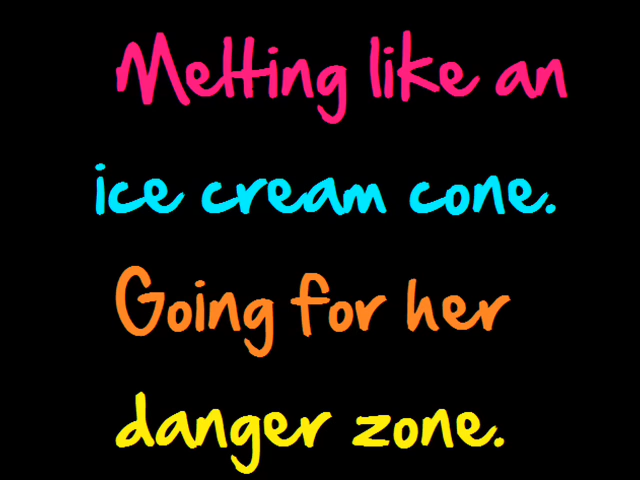 Melting like an
ice cream cone.
Going for her
danger zone.